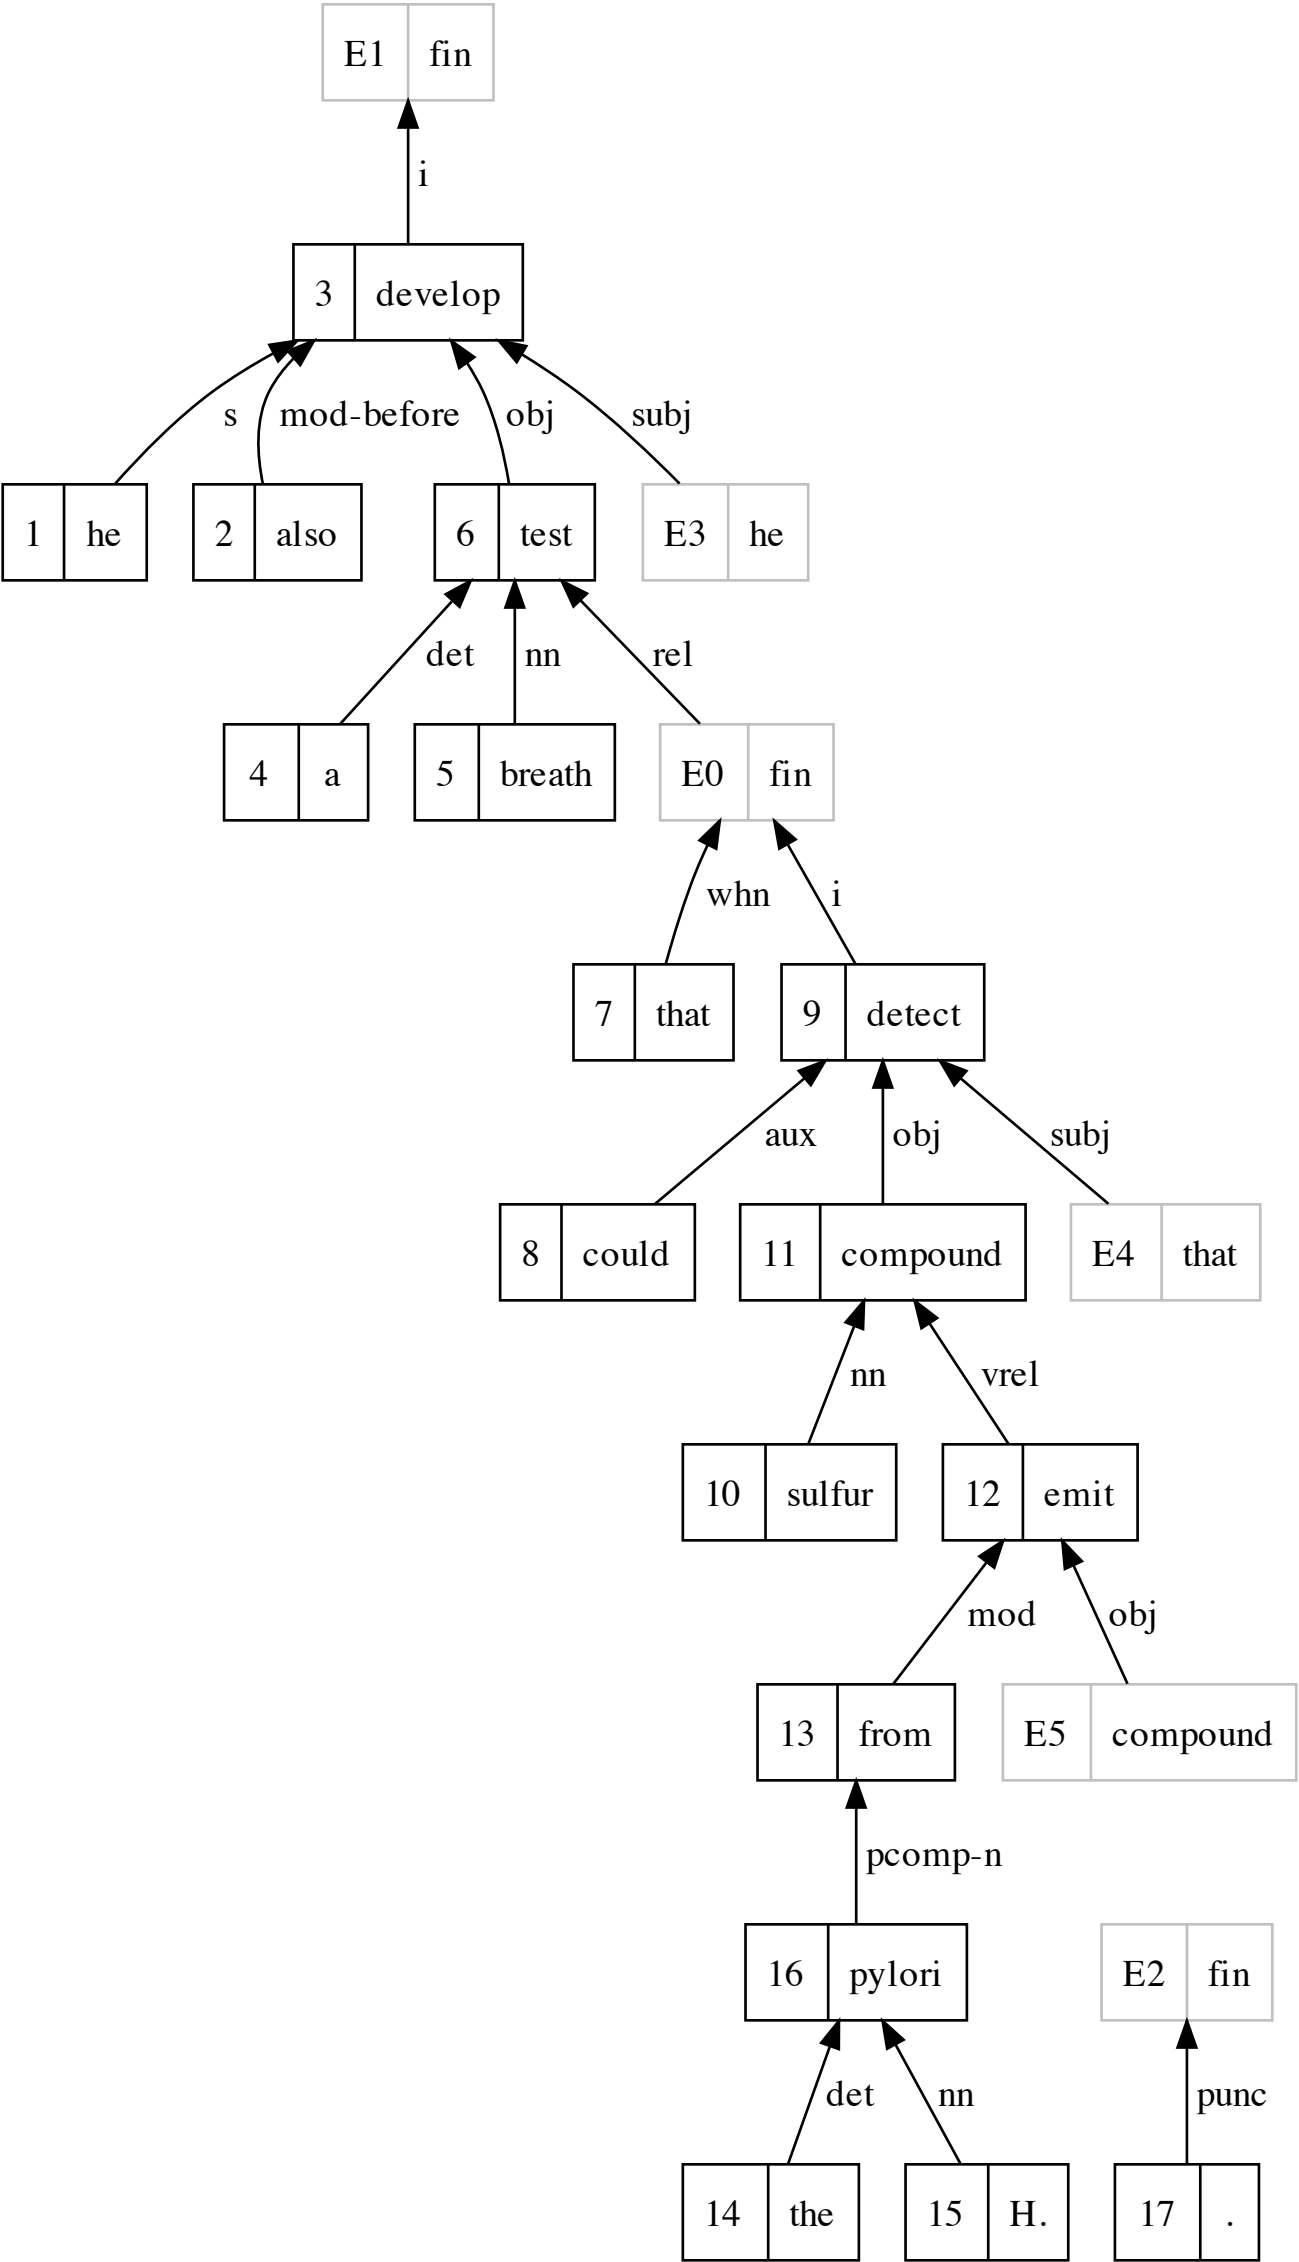 E1 fin
i
3 develop
s mod-before obj subj
1 he 2 also 6 test E3 he
det nn rel
4 a 5 breath E0 fin
whn i
7 that 9 detect
aux obj subj
8 could 11 compound E4 that
nn vrel
10 sulfur 12 emit
mod obj
13 from E5 compound
pcomp-n
16 pylori E2 fin
det nn punc
14 the 15 H. 17 .